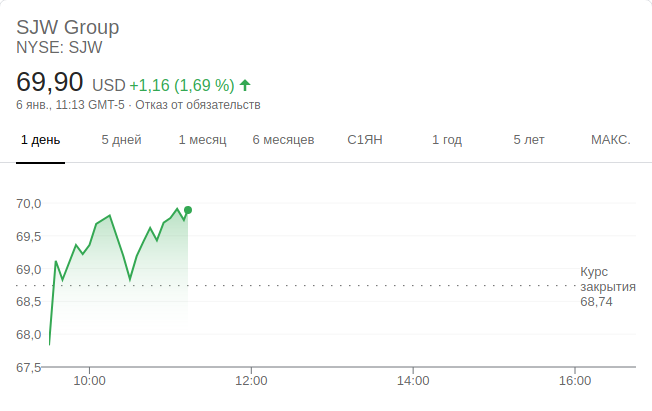 SJW Group
NYSE: SJW
69,90 USD +1,16 (1,69 %)
6 янв., 11:13 GMT-5 · Отказ от обязательств
1 день 5 дней 1 месяц 6 месяцев С1ЯН 1 год 5 лет МАКС.
70,0
69,5
69,0
68,5
68,0
67,5
Курс
закрытия
68,74
10:00 12:00 14:00 16:00